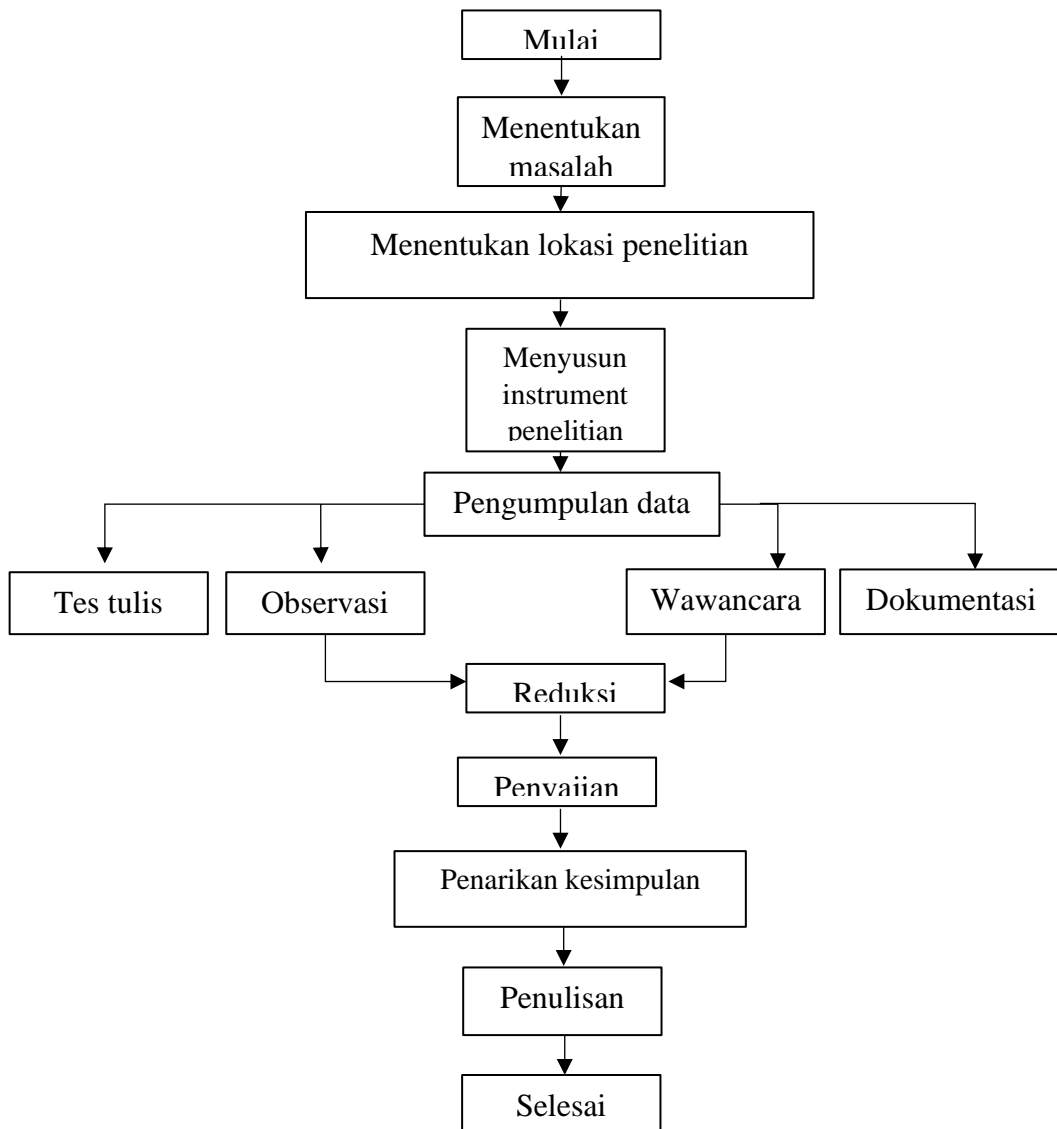 Mulai
Menentukan
masalah
Menentukan lokasi penelitian
Menyusun
instrument
penelitian
Pengumpulan data
Tes tulis
Observasi
Wawancara
Dokumentasi
Reduksi
Penyajian
Penarikan kesimpulan
Penulisan
Selesai